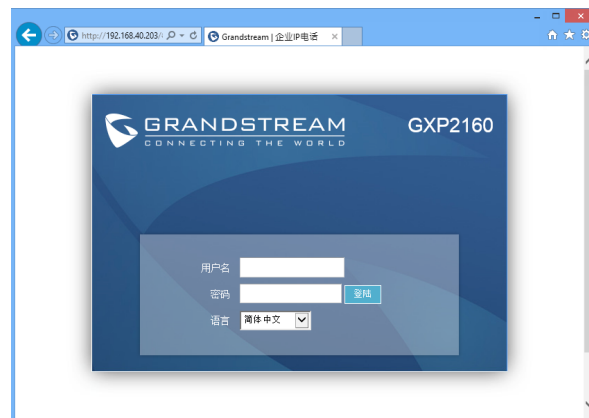 http://192.168.40.203/
Grandstream | 企业IP电话
GRANDSTREAM
CONNECTING THE WORLD
GXP2160
用户名
密码
登陆
语言 简体中文